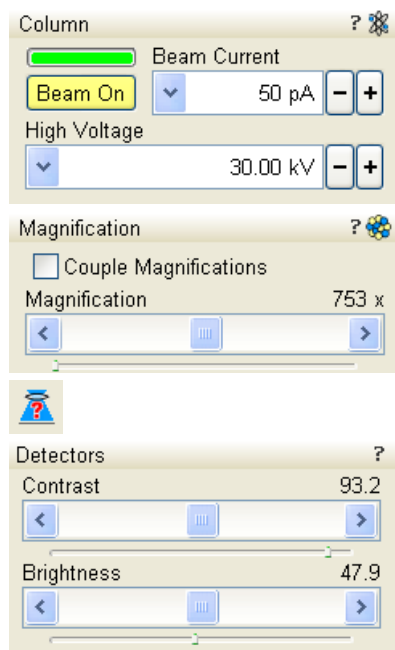 Column ?
Beam Current
Beam On 50 pA - +
High Voltage
30.00 kV - +
Magnification ?
Couple Magnifications
Magnification 753 x
?
Detectors ?
Contrast 93.2
Brightness 47.9